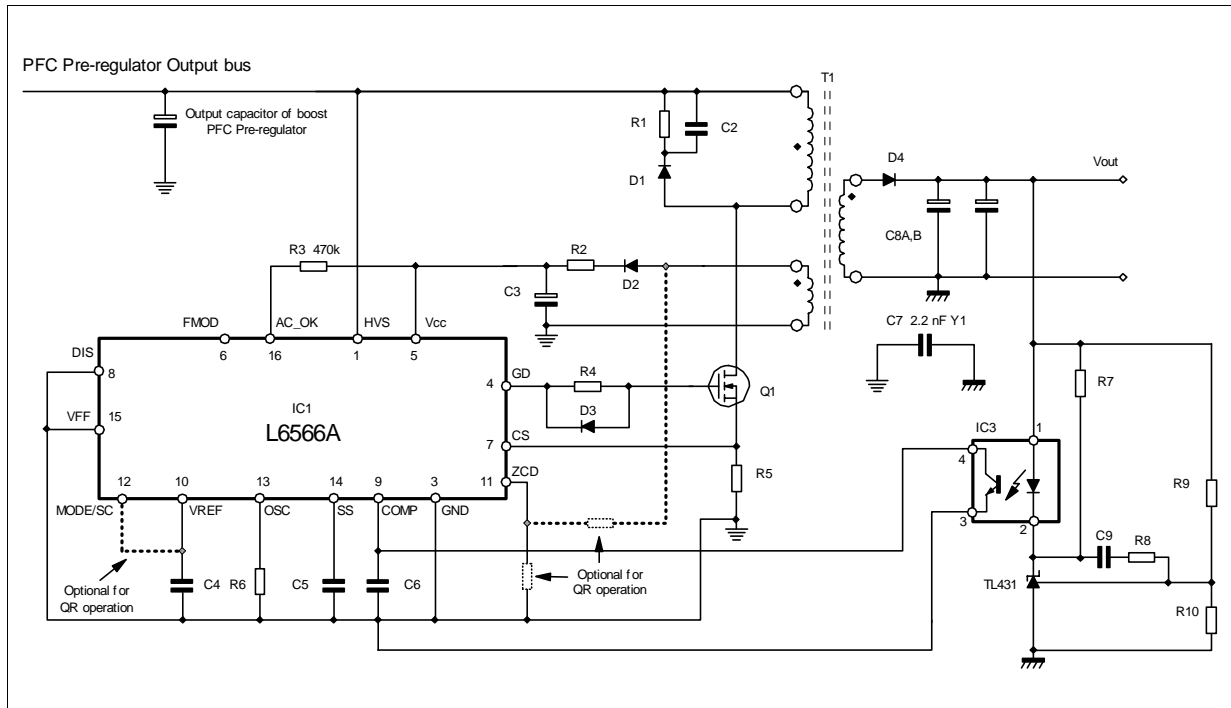 PFC Pre-regulator Output bus
T1
Output capacitor of boost
PFC Pre-regulator
R1
C2
D1
D4
Vout
C8A,B
R3 470k
R2
D2
C3
FMOD
AC_OK
HVS
Vcc
6
16
1
5
C7 2.2 nF Y1
DIS
8
4
GD
R4
D3
Q1
R7
VFF
15
IC1
L6566A
7
CS
IC3
1
4
3
2
11
ZCD
R5
R9
12
10
13
14
9
3
MODE/SC
VREF
OSC
SS
COMP
GND
C9
R8
Optional for
QR operation
C4
R6
C5
C6
Optional for
QR operation
TL431
R10